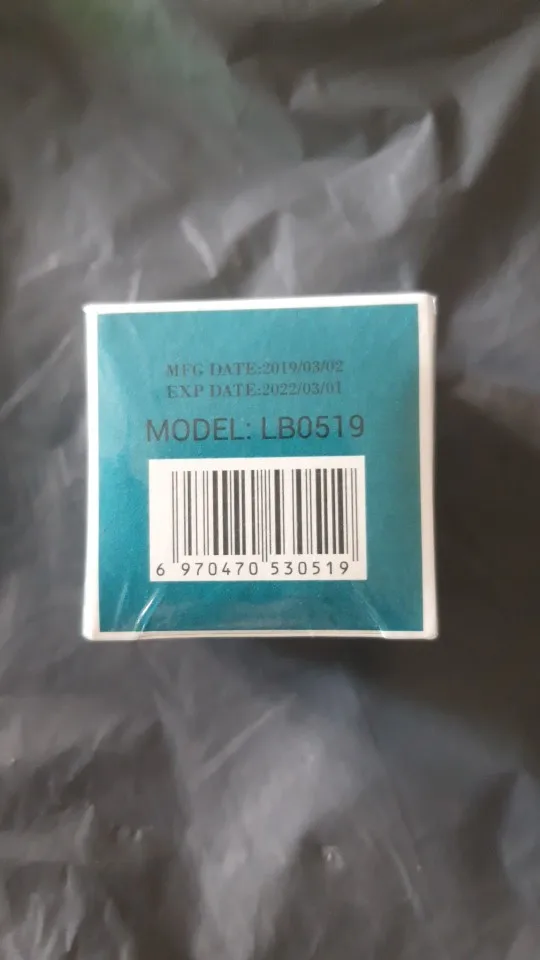 MFG DATE:2019/03/02
EXP DATE:2022/03/01
MODEL: LB0519
6 970470 530519